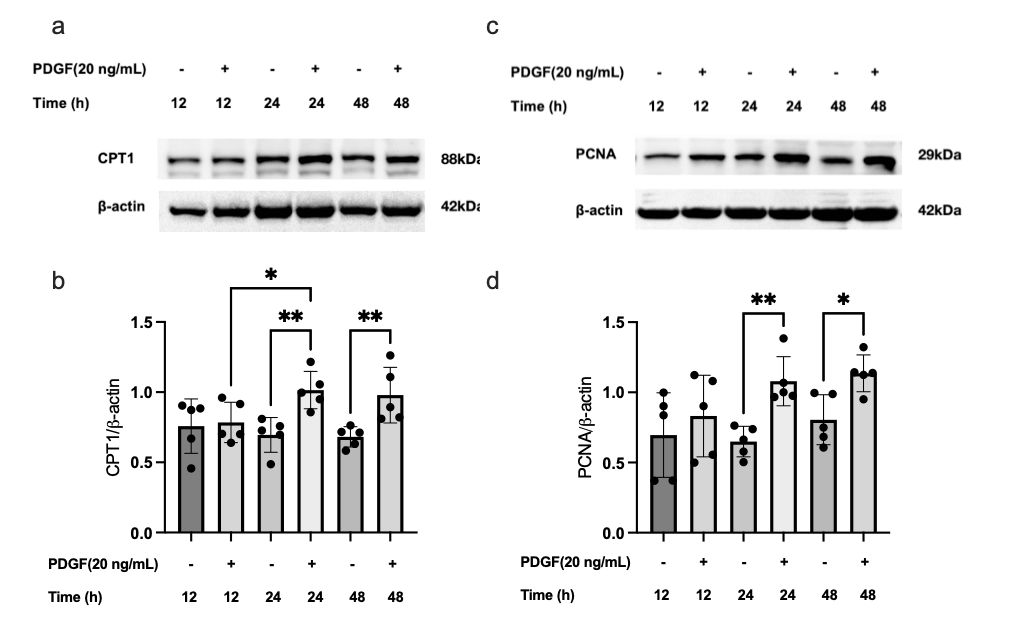 a
PDGF(20 ng/mL) - + - + - +
Time (h) 12 12 24 24 48 48
CPT1 88kDa
β-actin 42kDa
b
* ** **
1.5
1.0
0.5
0.0
CPT1/β-actin
PDGF(20 ng/mL) - + - + - +
Time (h) 12 12 24 24 48 48
c
PDGF(20 ng/mL) - + - + - +
Time (h) 12 12 24 24 48 48
PCNA 29kDa
β-actin 42kDa
d
** *
1.5
1.0
0.5
0.0
PCNA/β-actin
PDGF(20 ng/mL) - + - + - +
Time (h) 12 12 24 24 48 48